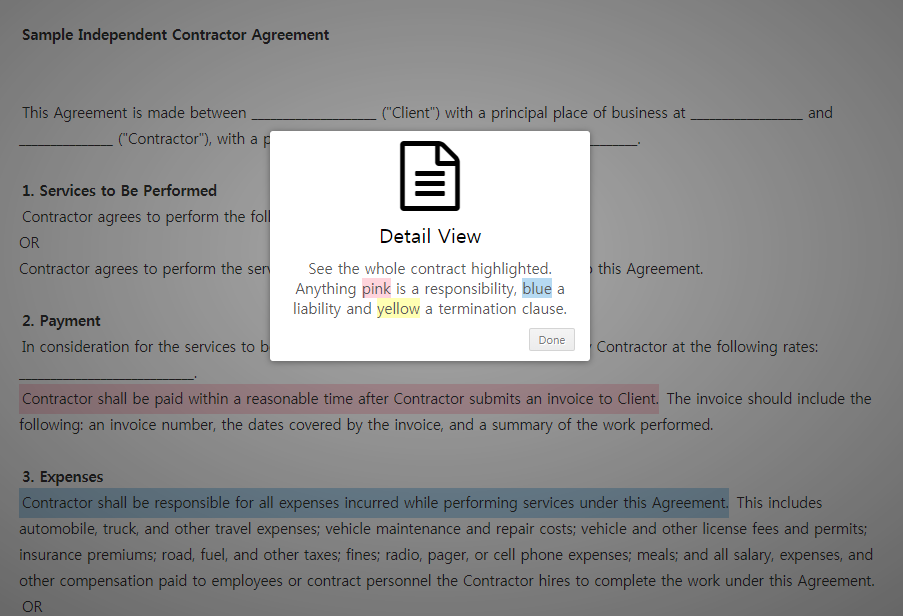 Sample Independent Contractor Agreement
This Agreement is made between ________________ ("Client") with a principal place of business at ______________ and
____________ ("Contractor"), with a p ______.
1. Services to Be Performed
Contractor agrees to perform the foll
OR
Contractor agrees to perform the ser this Agreement.
2. Payment
In consideration for the services to b Contractor at the following rates:
______________________.
Contractor shall be paid within a reasonable time after Contractor submits an invoice to Client. The invoice should include the
following: an invoice number, the dates covered by the invoice, and a summary of the work performed.
3. Expenses
Contractor shall be responsible for all expenses incurred while performing services under this Agreement. This includes
automobile, truck, and other travel expenses; vehicle maintenance and repair costs; vehicle and other license fees and permits;
insurance premiums; road, fuel, and other taxes; fines; radio, pager, or cell phone expenses; meals; and all salary, expenses, and
other compensation paid to employees or contract personnel the Contractor hires to complete the work under this Agreement.
OR
Detail View
See the whole contract highlighted.
Anything pink is a responsibility, blue a
liability and yellow a termination clause.
Done